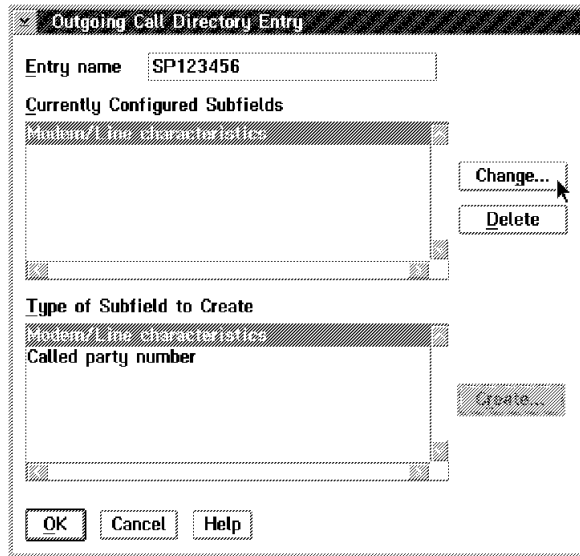 Outgoing Call Directory Entry
Entry name SP123456
Currently Configured Subfields
Modem/Line characteristics
Change...
Delete
Type of Subfield to Create
Modem/Line characteristics
Called party number
Create...
OK Cancel Help